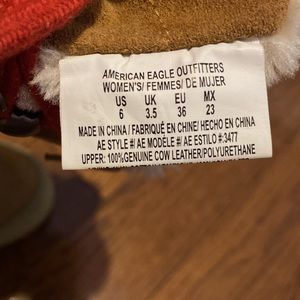 AMERICAN EAGLE OUTFITTERS
WOMEN'S/ FEMMES/ DE MUJER
US UK EU MX
6 3.5 36 23
MADE IN CHINA / FABRIQUÉ EN CHINE/ HECHO EN CHINA
AE STYLE #/ AE MODÈLE #/ AE ESTILO #:3477
UPPER: 100%GENUINE COW LEATHER/POLYURETHANE